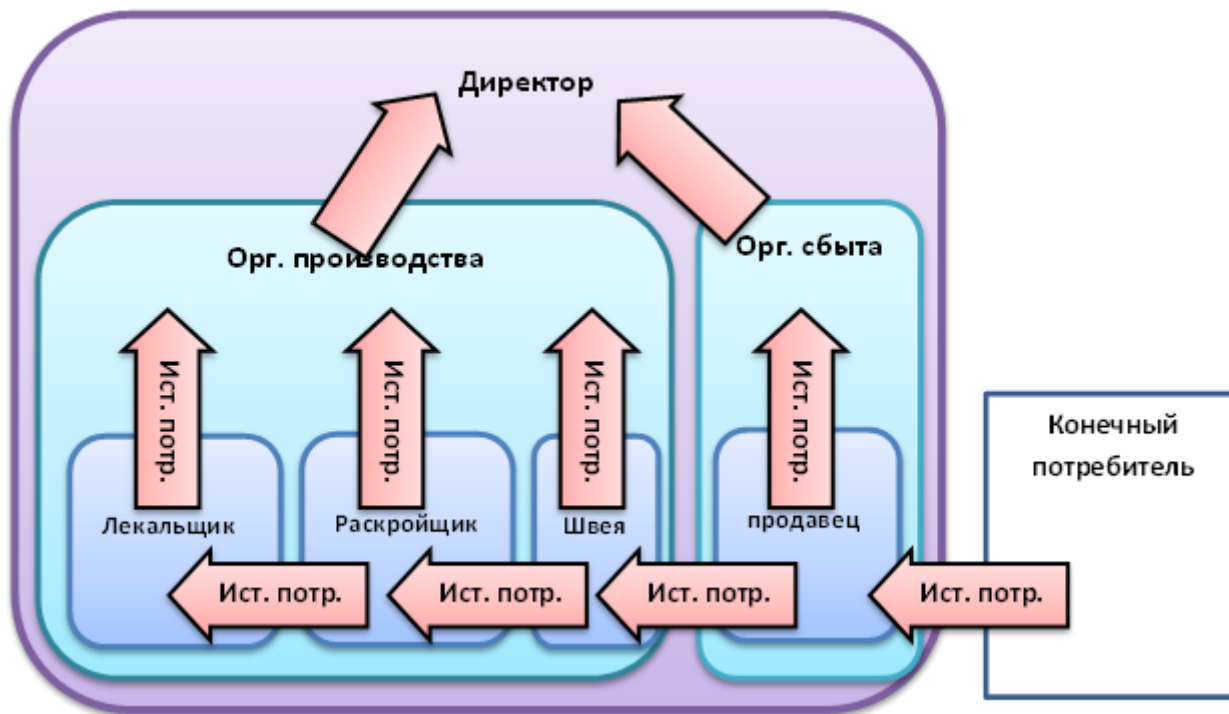 Директор
Орг. производства
Орг. сбыта
Ист. потр.
Ист. потр.
Ист. потр.
Ист. потр.
Конечный
потребитель
Лекальщик
Раскройщик
Швея
продавец
Ист. потр.
Ист. потр.
Ист. потр.
Ист. потр.